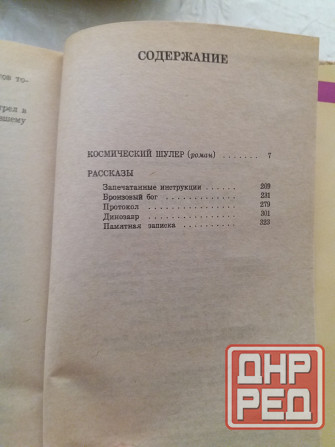 СОДЕРЖАНИЕ
КОСМИЧЕСКИЙ ШУЛЕР (роман) . . . . . . . 7
РАССКАЗЫ
Запечатанные инструкции . . . . . . 209
Бронзовый бог . . . . . . . . . . . . . 231
Протокол . . . . . . . . . . . . . . . 279
Динозавр . . . . . . . . . . . . . . . 301
Памятная записка . . . . . . . . . . 323
ДНР
РЕД